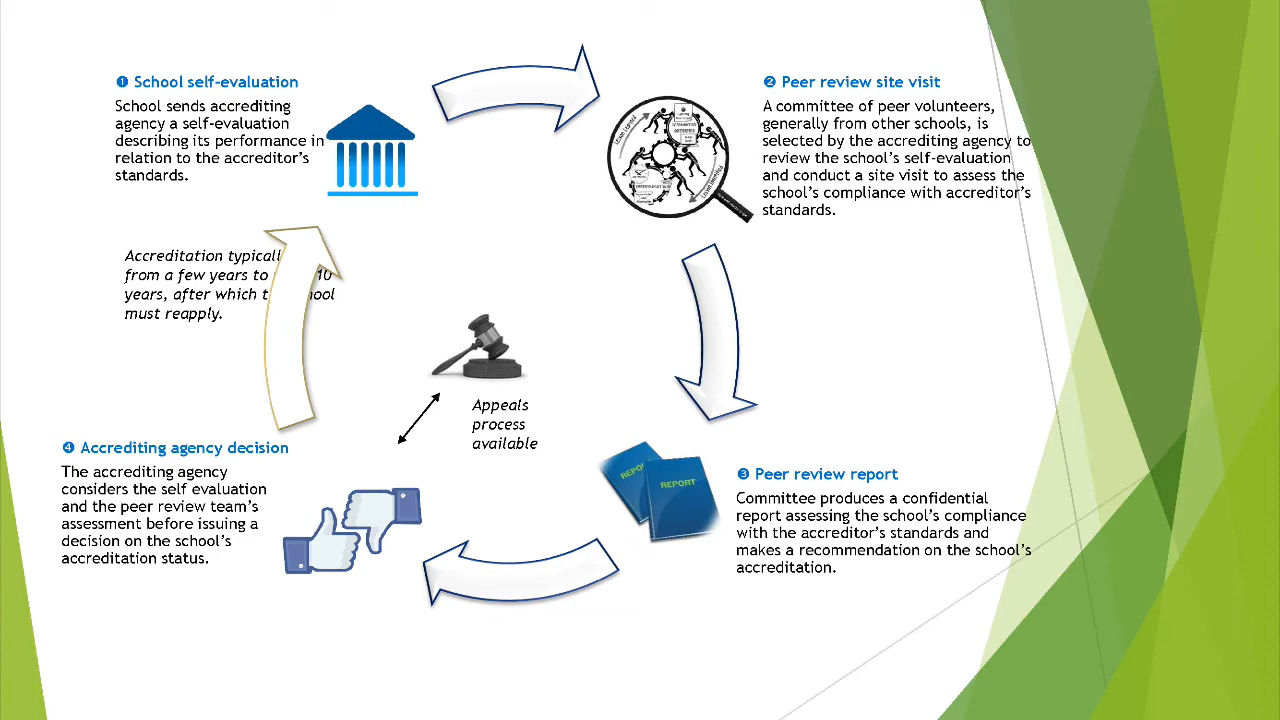 ❶ School self-evaluation
School sends accrediting
agency a self-evaluation
describing its performance in
relation to the accreditor's
standards.
❷ Peer review site visit
A committee of peer volunteers,
generally from other schools, is
selected by the accrediting agency to
review the school's self-evaluation
and conduct a site visit to assess the
school's compliance with accreditor's
standards.
Accreditation
from a few years to 10
years, after which
must reapply.
Appeals
process
available
❹ Accrediting agency decision
The accrediting agency
considers the self evaluation
and the peer review team's
assessment before issuing a
decision on the school's
accreditation status.
REPORT
❸ Peer review report
Committee produces a confidential
report assessing the school's compliance
with the accreditor's standards and
makes a recommendation on the school's
accreditation.